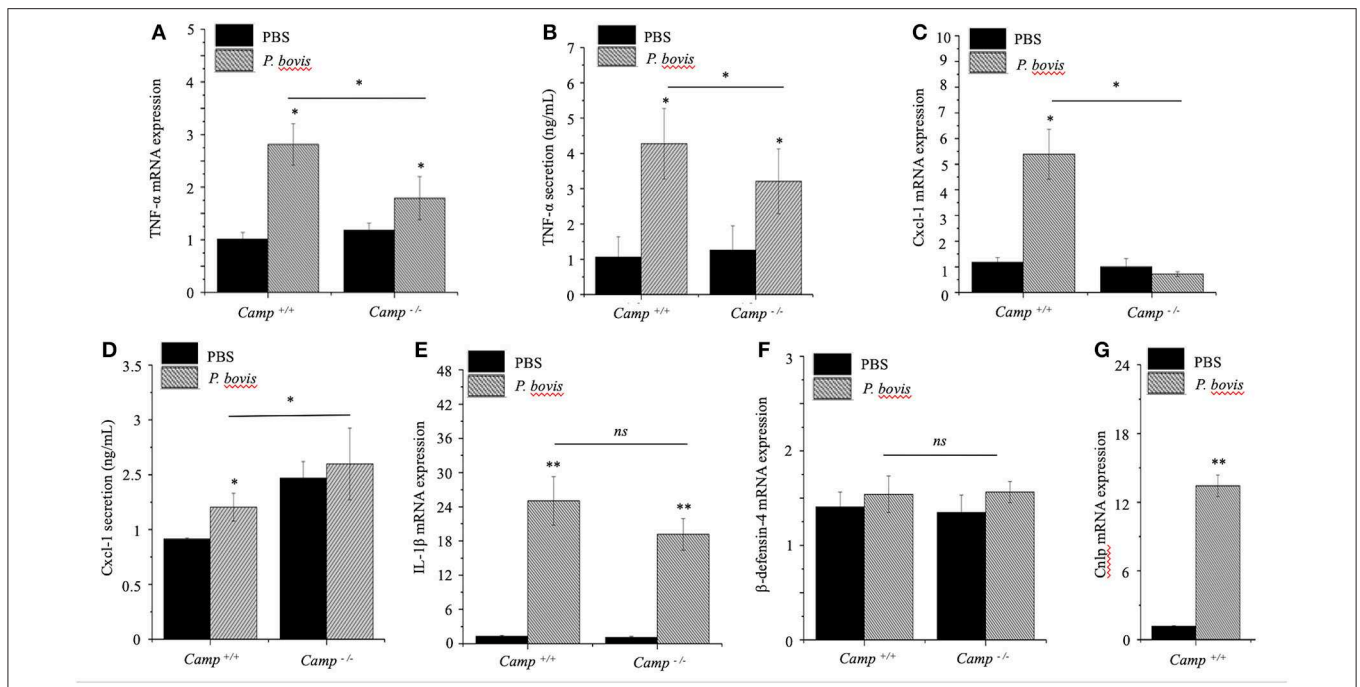 A
PBS
P. bovis
TNF-α mRNA expression
5
4
3
2
1
0
*
*
*
Camp +/+
Camp -/-
B
PBS
P. bovis
TNF-α secretion (ng/mL)
7
6
5
4
3
2
1
0
*
*
*
Camp +/+
Camp -/-
C
PBS
P. bovis
Cxcl-1 mRNA expression
10
9
8
7
6
5
4
3
2
1
0
*
*
Camp +/+
Camp -/-
D
PBS
P. bovis
Cxcl-1 secretion (ng/mL)
3.5
3
2.5
1
0.5
0
*
*
Camp +/+
Camp -/-
E
PBS
P. bovis
IL-1β mRNA expression
48
42
36
30
24
18
12
6
0
ns
**
**
Camp +/+
Camp -/-
F
PBS
P. bovis
β-defensin-4 mRNA expression
3
2
1
0
ns
Camp +/+
Camp -/-
G
PBS
P. bovis
Cnlp mRNA expression
24
18
12
6
0
**
Camp +/+